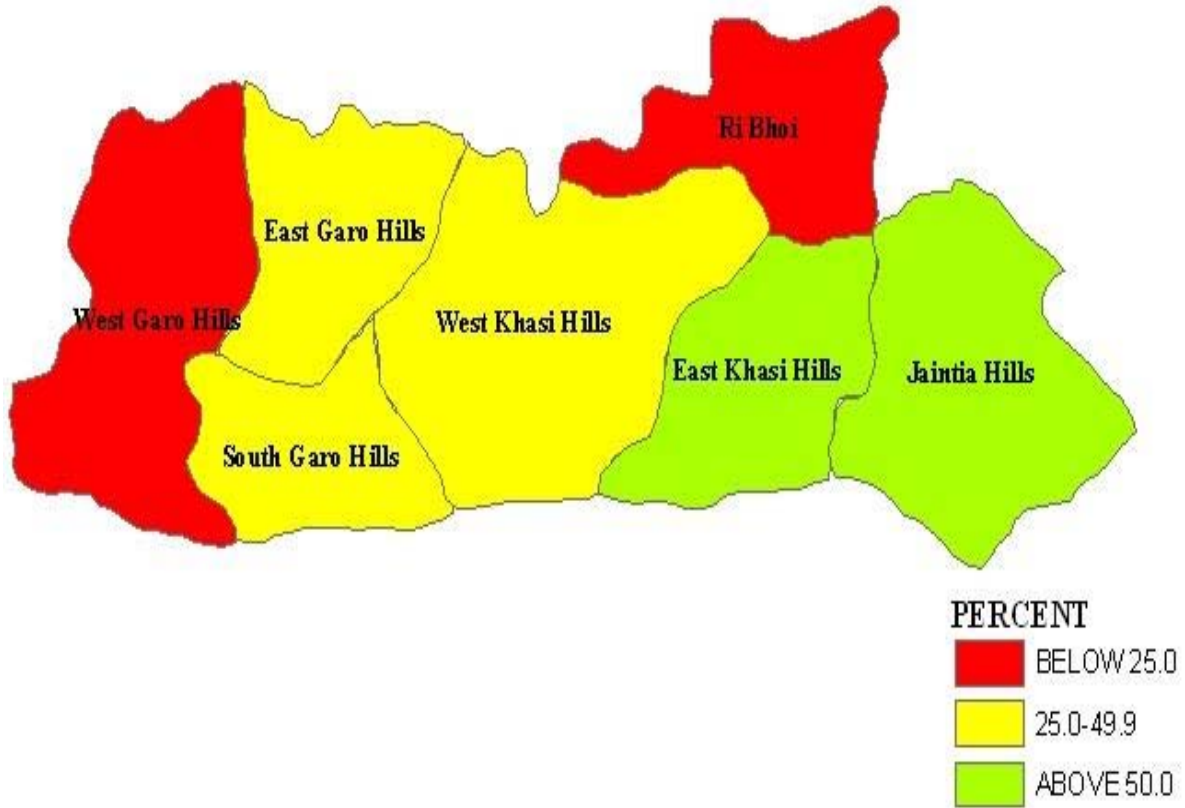 Ri Bhoi
East Garo Hills
West Garo Hills
West Khasi Hills
East Khasi Hills
Jaintia Hills
South Garo Hills
PERCENT
BELOW 25.0
25.0-49.9
ABOVE 50.0